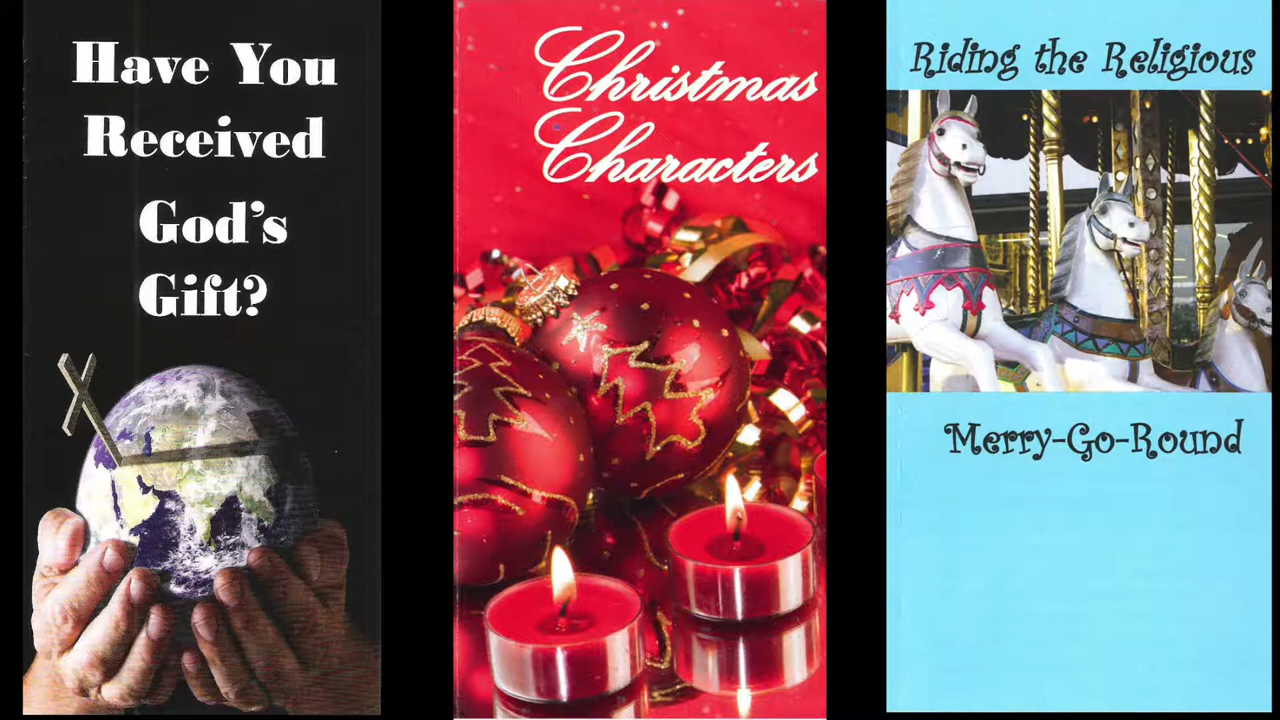 Have You
Received
God's
Gift?
Christmas
Characters
Riding the Religious
Merry-Go-Round